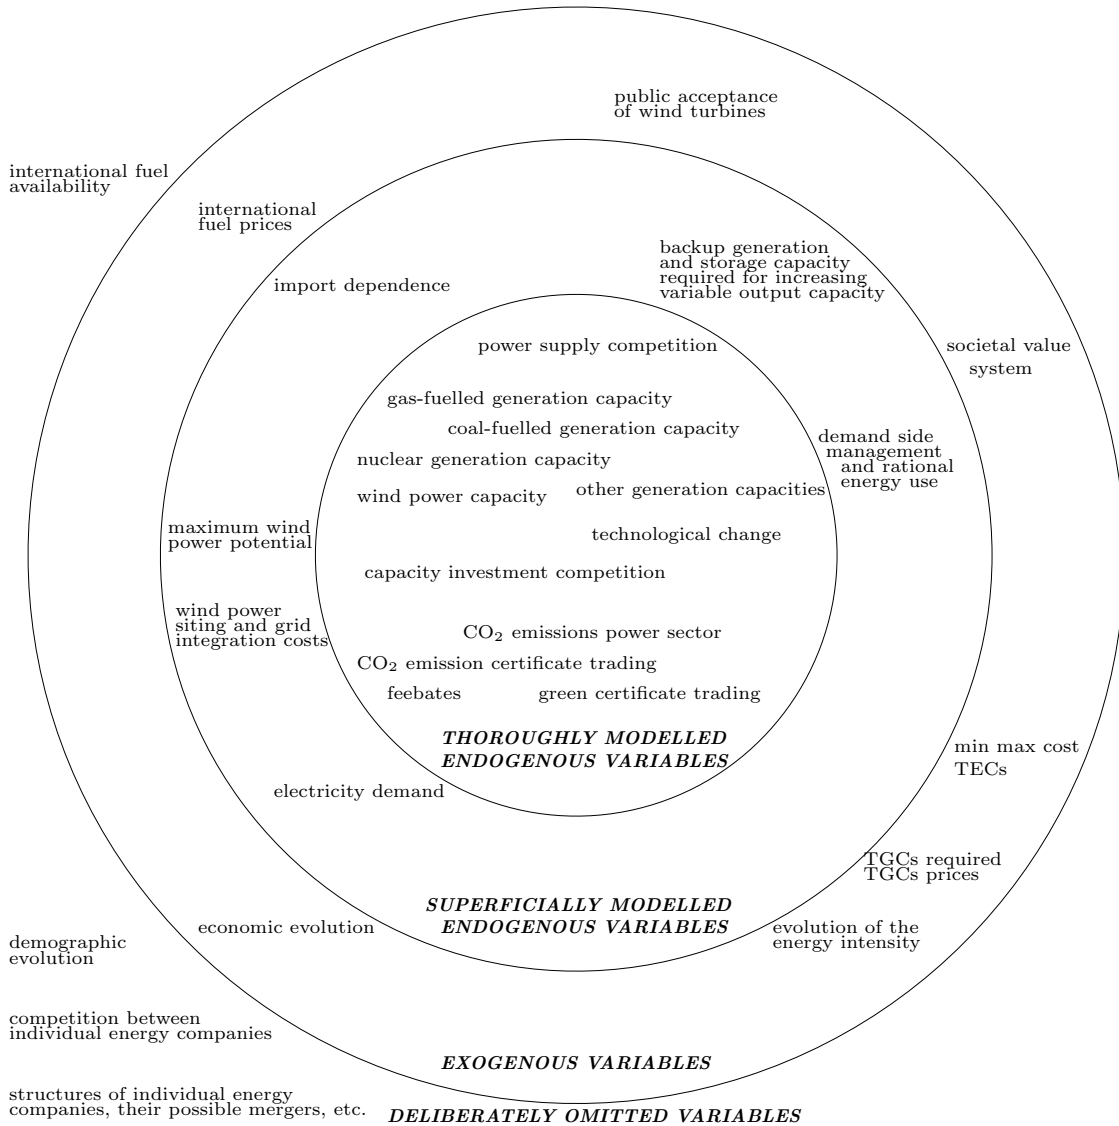 public acceptance
of wind turbines
international fuel
availability
international
fuel prices
backup generation
and storage capacity
required for increasing
variable output capacity
import dependence
power supply competition
societal value
system
gas-fuelled generation capacity
coal-fuelled generation capacity
demand side
management
and rational
energy use
nuclear generation capacity
wind power capacity
other generation capacities
maximum wind
power potential
technological change
capacity investment competition
wind power
siting and grid
integration costs
CO₂ emissions power sector
CO₂ emission certificate trading
feebates
green certificate trading
THOROUGHLY MODELLED
ENDOGENOUS VARIABLES
min max cost
TECs
electricity demand
TGCs required
TGCs prices
SUPERFICIALLY MODELLED
ENDOGENOUS VARIABLES
economic evolution
evolution of the
energy intensity
demographic
evolution
competition between
individual energy companies
EXOGENOUS VARIABLES
structures of individual energy
companies, their possible mergers, etc.
DELIBERATELY OMITTED VARIABLES